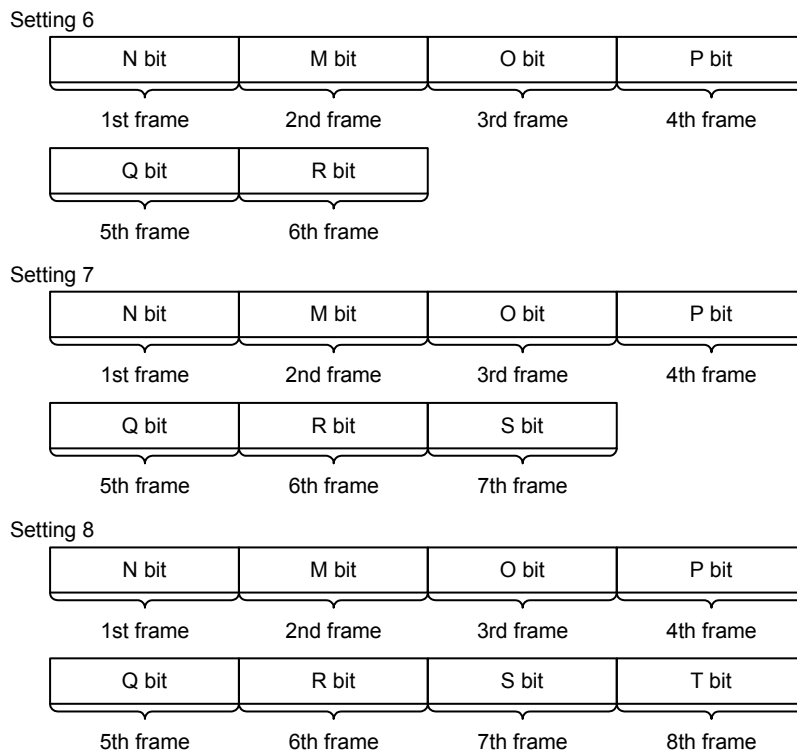 Setting 6
N bit M bit O bit P bit
1st frame 2nd frame 3rd frame 4th frame
Q bit R bit
5th frame 6th frame
Setting 7
N bit M bit O bit P bit
1st frame 2nd frame 3rd frame 4th frame
Q bit R bit S bit
5th frame 6th frame 7th frame
Setting 8
N bit M bit O bit P bit
1st frame 2nd frame 3rd frame 4th frame
Q bit R bit S bit T bit
5th frame 6th frame 7th frame 8th frame